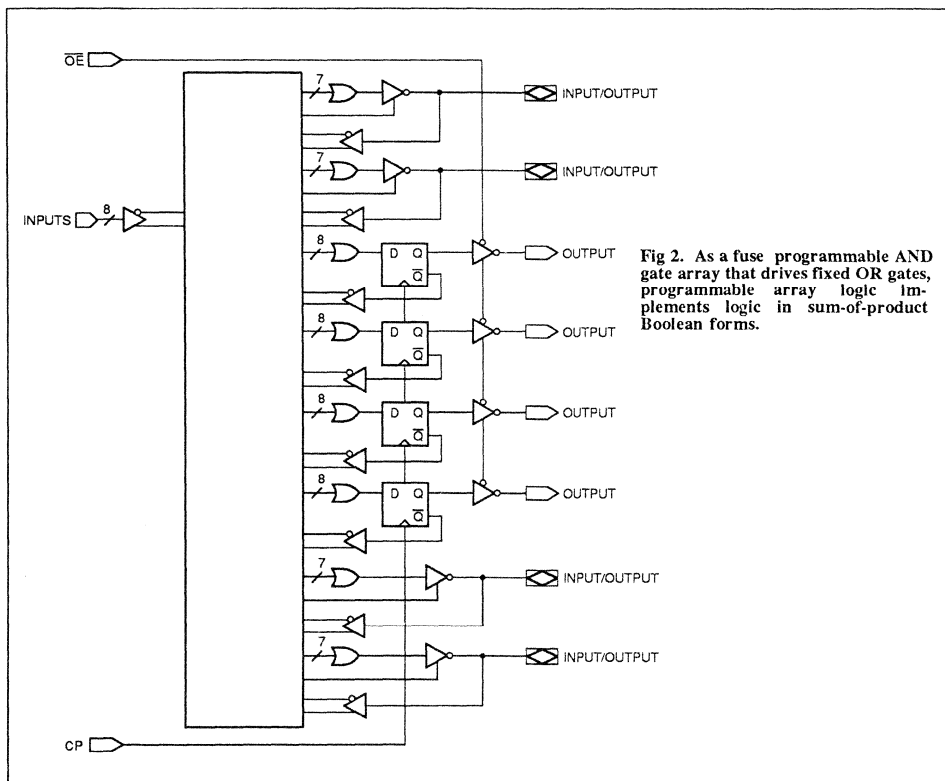 OE
7
INPUT/OUTPUT
7
INPUT/OUTPUT
INPUTS
8
8
D Q
Q
OUTPUT
Fig 2. As a fuse programmable AND
gate array that drives fixed OR gates,
programmable array logic im-
plements logic in sum-of-product
Boolean forms.
8
D Q
Q
OUTPUT
8
D Q
Q
OUTPUT
8
D Q
Q
OUTPUT
7
INPUT/OUTPUT
7
INPUT/OUTPUT
CP